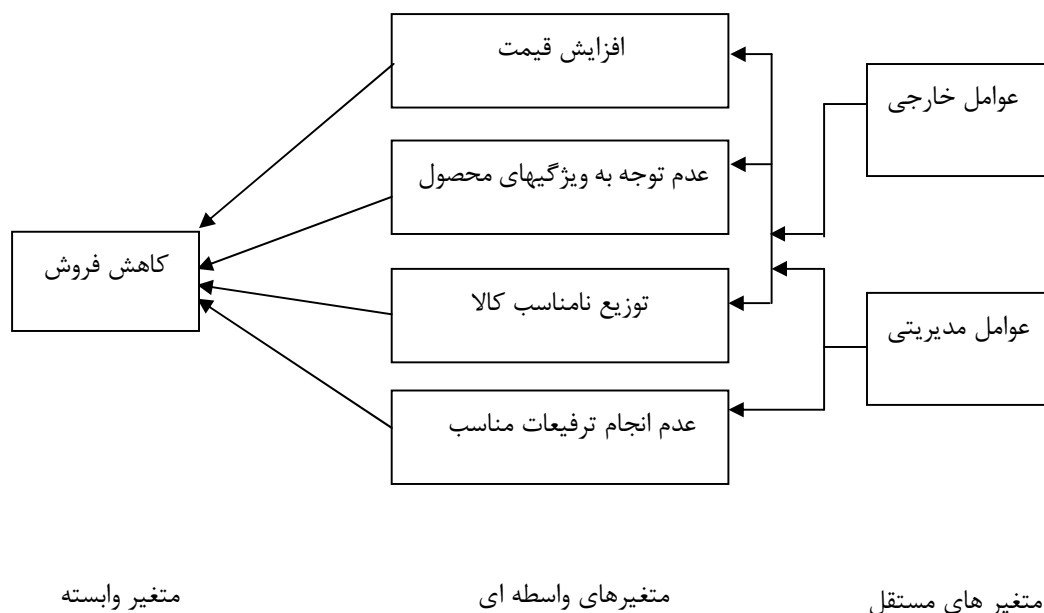 افزایش قیمت
عوامل خارجی
عدم توجه به ویژگیهای محصول
کاهش فروش
توزیع نامناسب کالا
عوامل مدیریتی
عدم انجام ترفیعات مناسب
متغیر های مستقل
متغیرهای واسطه ای
متغیر وابسته